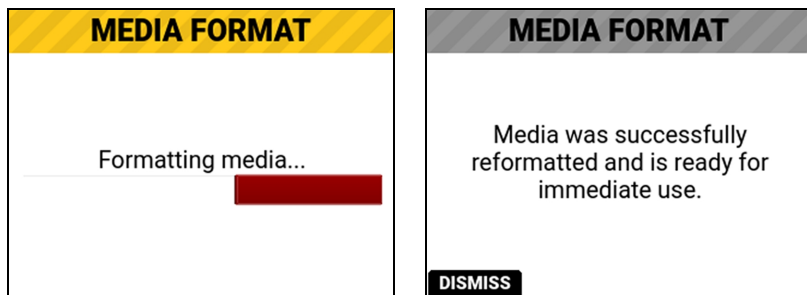 MEDIA FORMAT
Formatting media...
MEDIA FORMAT
Media was successfully
reformatted and is ready for
immediate use.
DISMISS